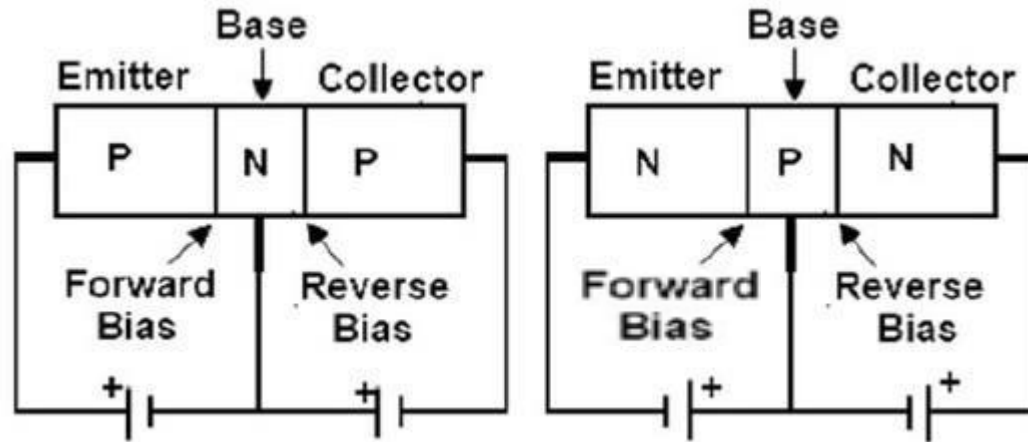 Base
Emitter
Collector
P
N
P
Forward
Bias
Reverse
Bias
+
+
Base
Emitter
Collector
N
P
N
Forward
Bias
Reverse
Bias
+
+